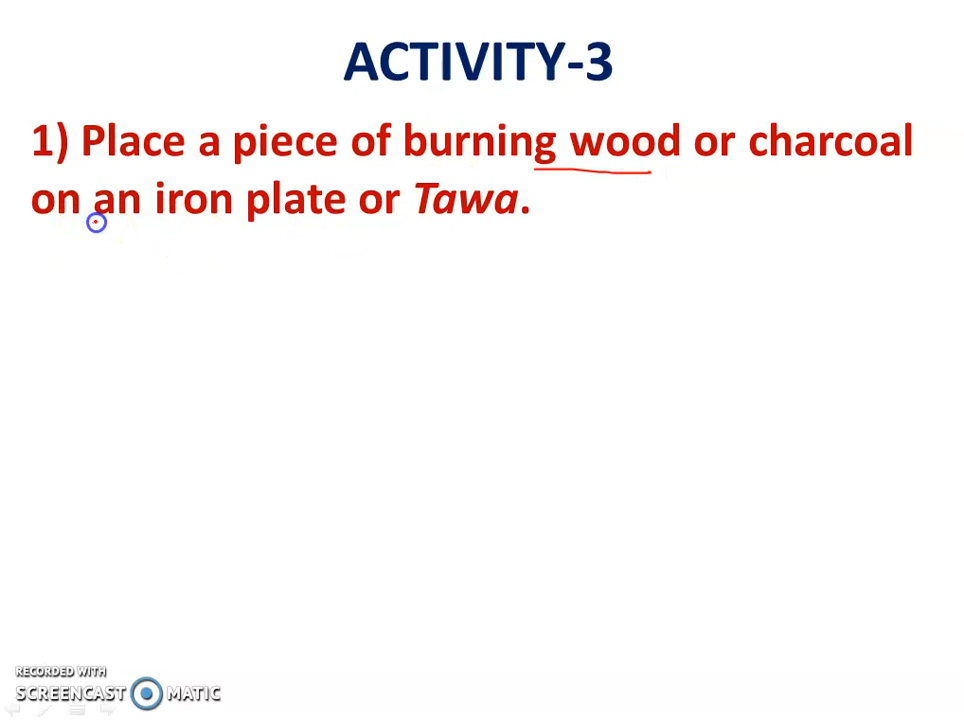 ACTIVITY-3
1) Place a piece of burning wood or charcoal
on an iron plate or Tawa.
RECORDED WITH
SCREENCAST MATIC